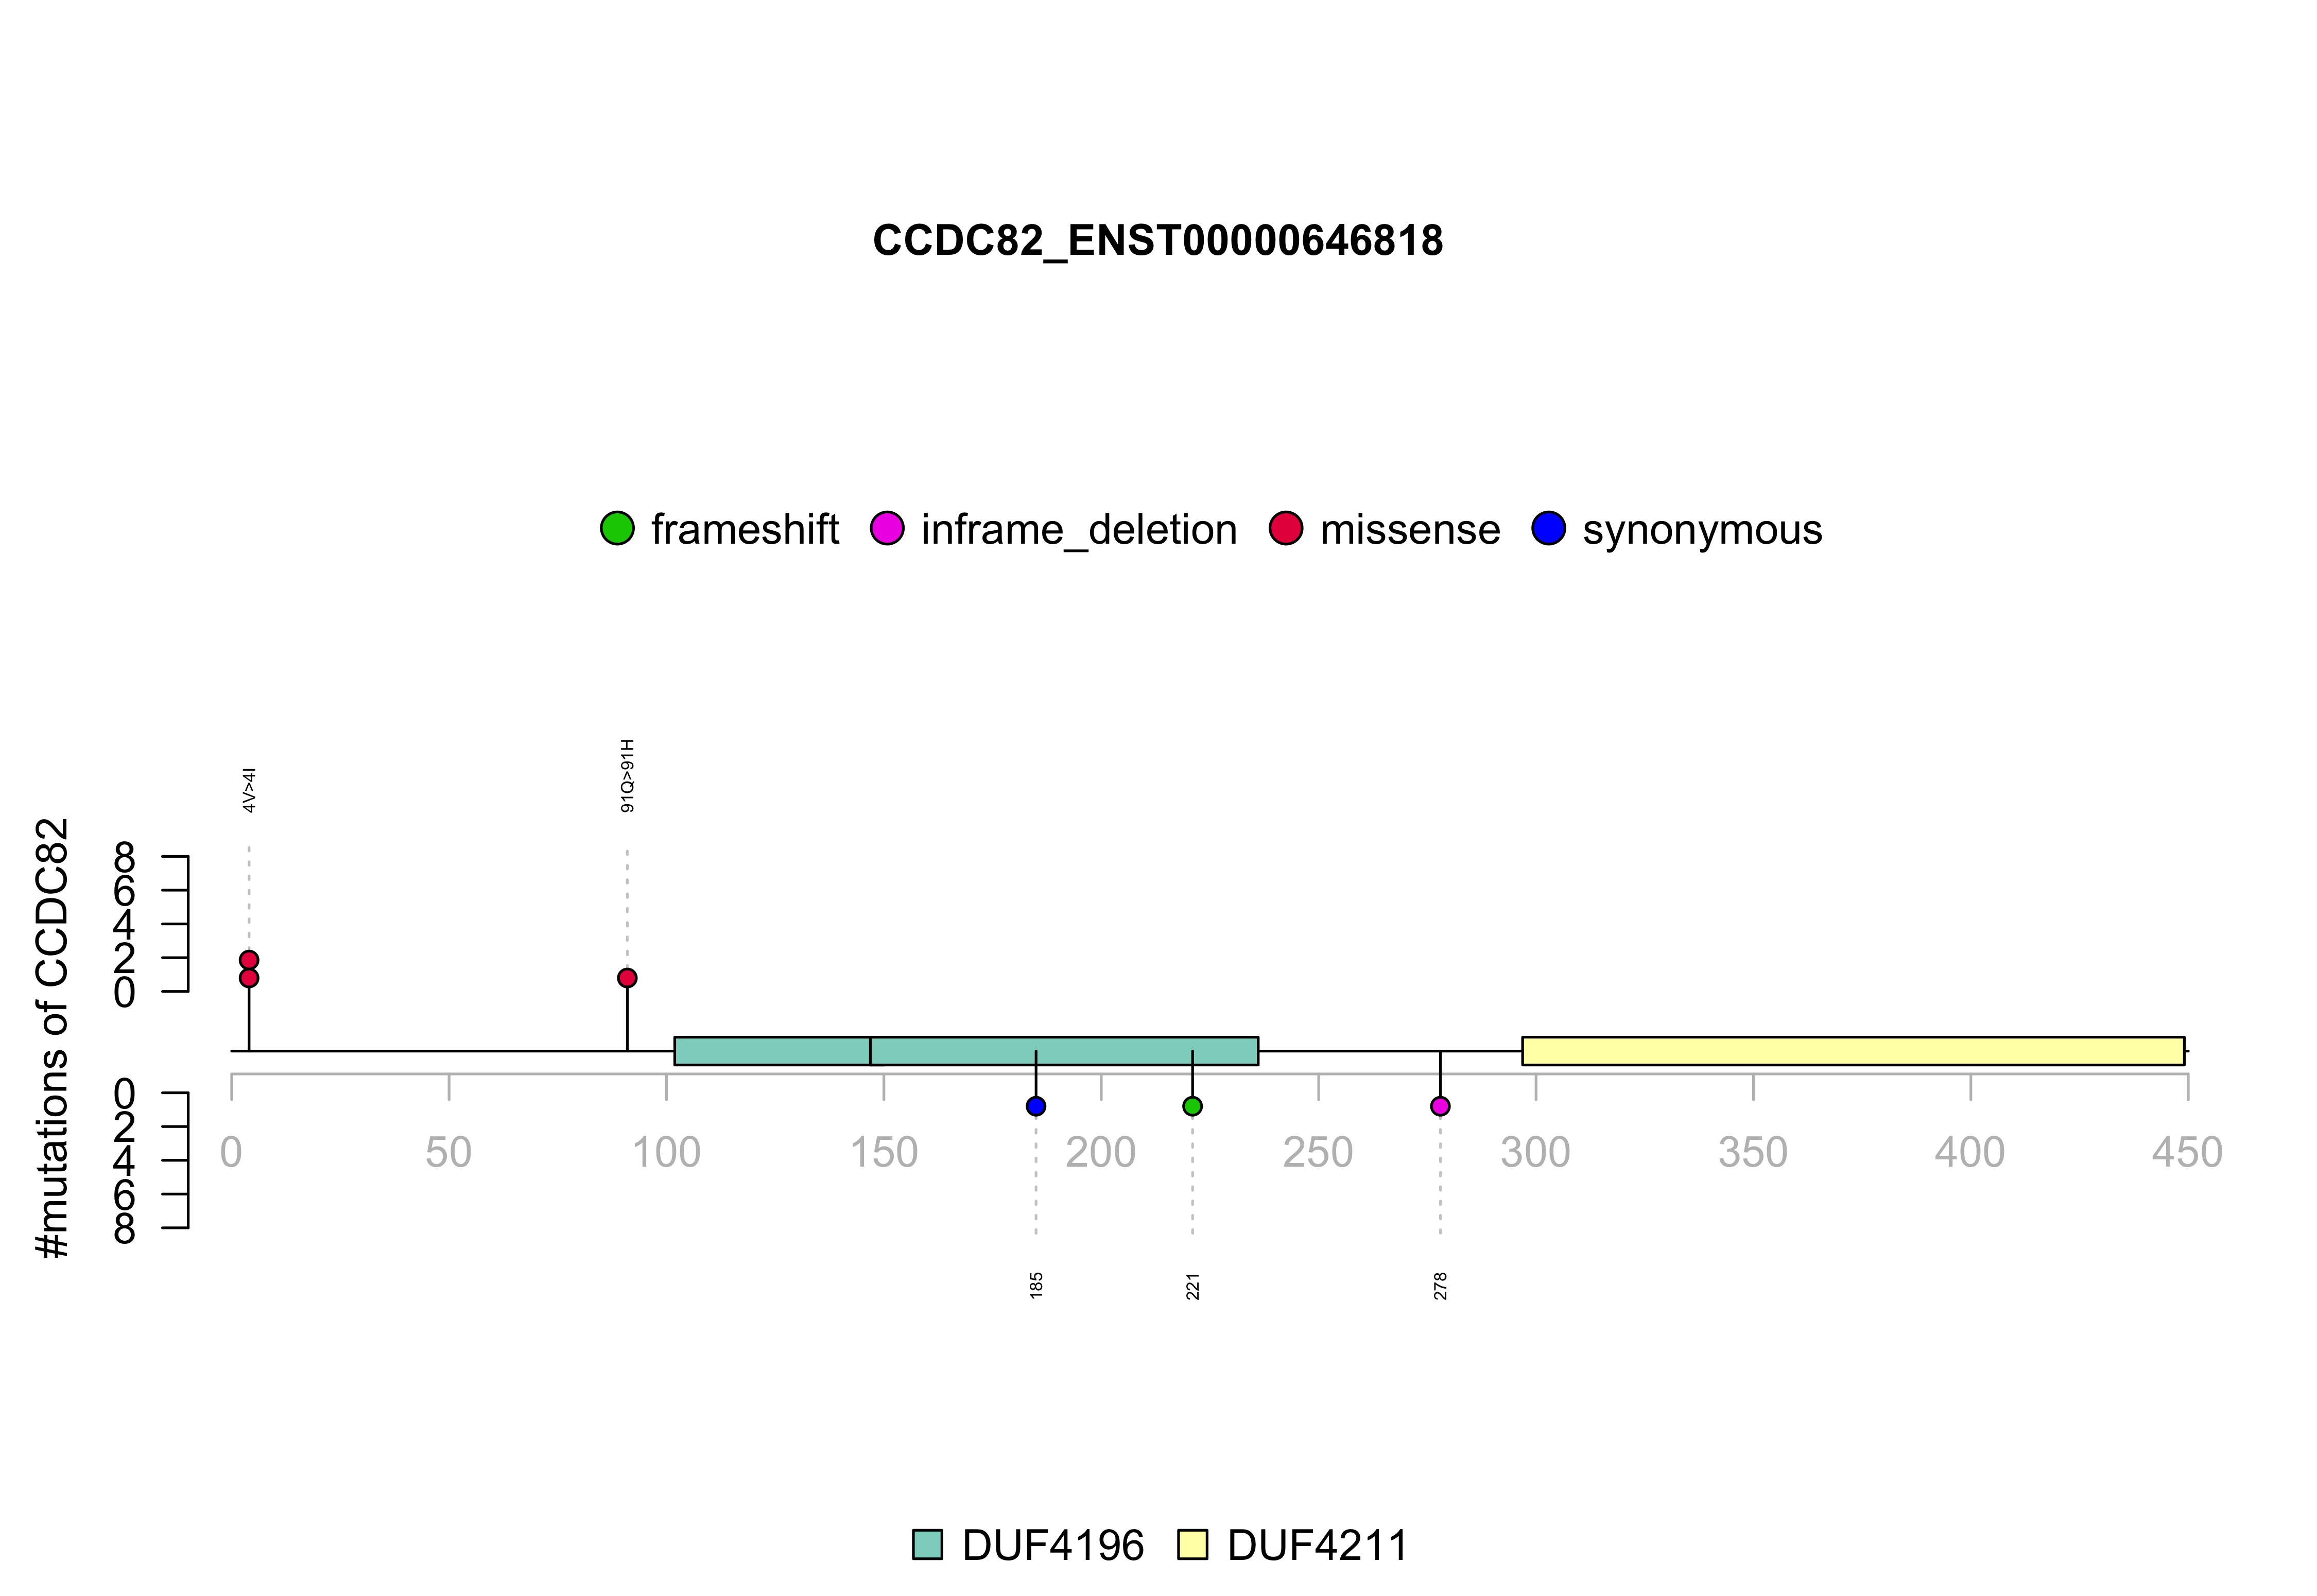 CCDC82_ENST00000646818
frameshift inframe_deletion missense synonymous
4V>4I 91Q>91H
#mutations of CCDC82
8
6
4
2
0
0
2
4
6
8
0 50 100 150 200 250 300 350 400 450
185 221 278
DUF4196 DUF4211